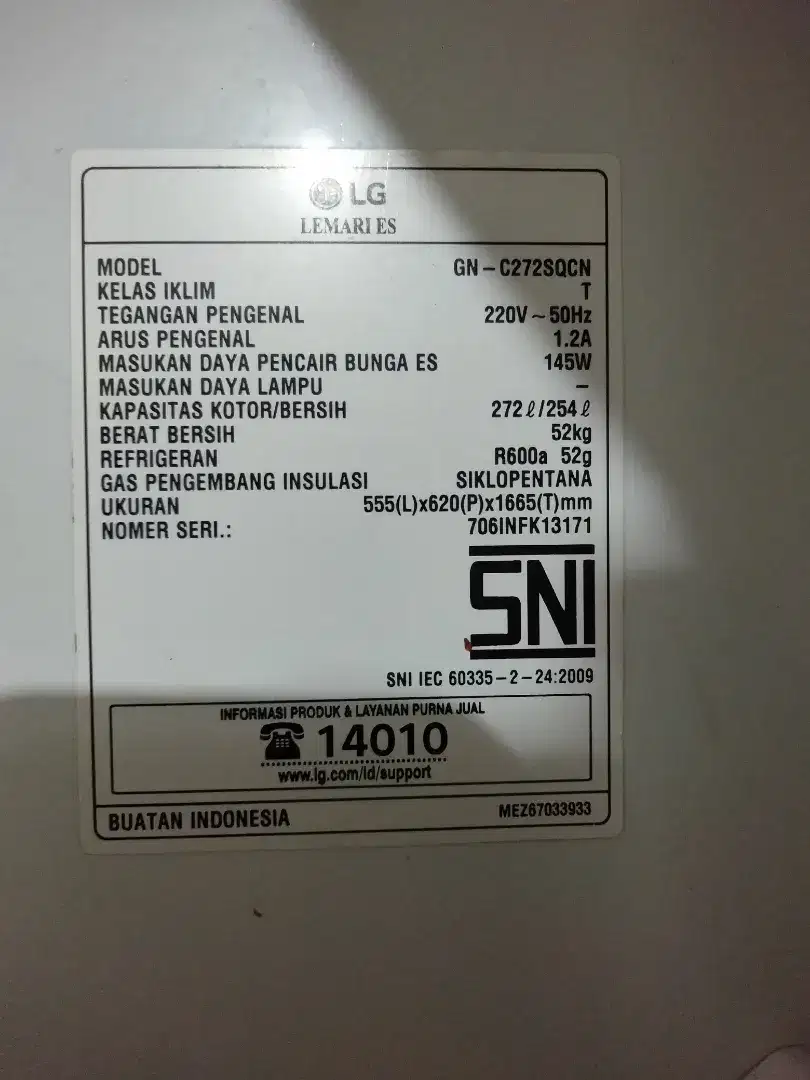 LG
LEMARI ES
MODEL GN-C272SQCN
KELAS IKLIM T
TEGANGAN PENGENAL 220V~50Hz
ARUS PENGENAL 1.2A
MASUKAN DAYA PENCAIR BUNGA ES 145W
MASUKAN DAYA LAMPU –
KAPASITAS KOTOR/BERSIH 272ℓ/254ℓ
BERAT BERSIH 52kg
REFRIGERAN R600a 52g
GAS PENGEMBANG INSULASI SIKLOPENTANA
UKURAN 555(L)x620(P)x1665(T)mm
NOMER SERI.: 706INFK13171
SNI
SNI IEC 60335-2-24:2009
INFORMASI PRODUK & LAYANAN PURNA JUAL
14010
www.lg.com/id/support
BUATAN INDONESIA MEZ67033933